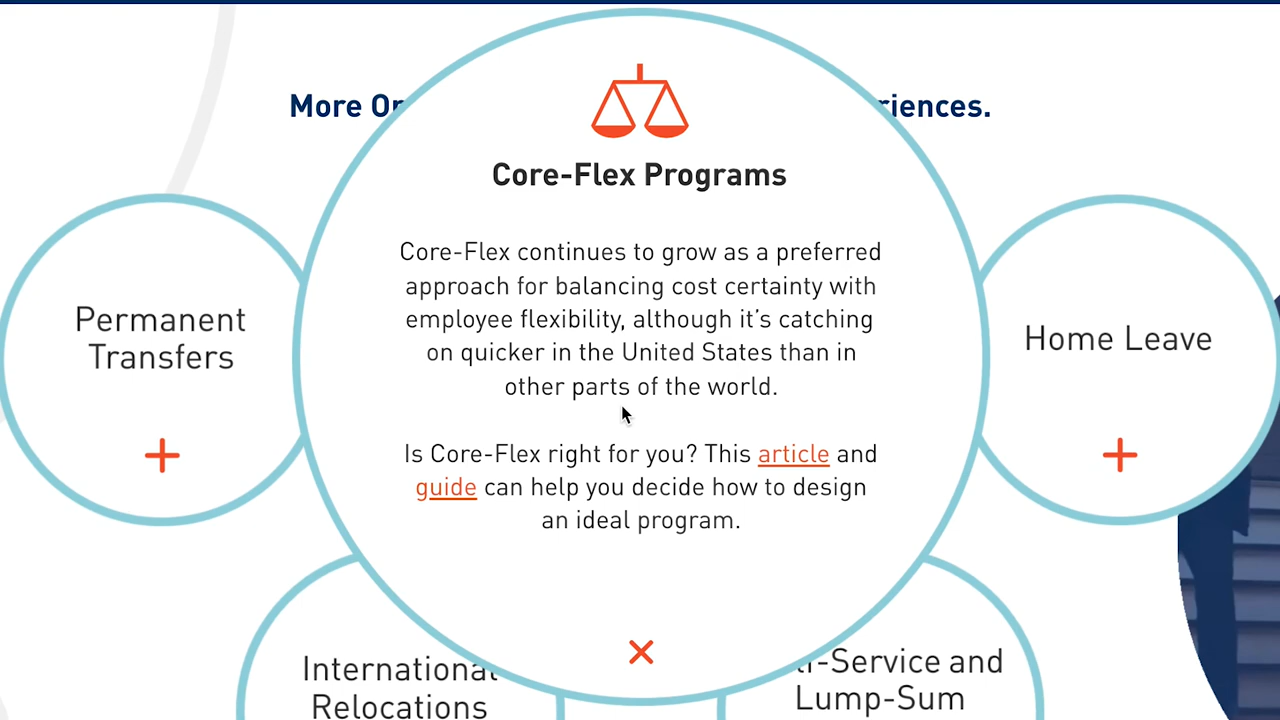 More
riences.
Core-Flex Programs
Core-Flex continues to grow as a preferred
approach for balancing cost certainty with
employee flexibility, although it’s catching
on quicker in the United States than in
other parts of the world.
Is Core-Flex right for you? This article and
guide can help you decide how to design
an ideal program.
Permanent
Transfers
Home Leave
International
Relocations
-Service and
Lump-Sum